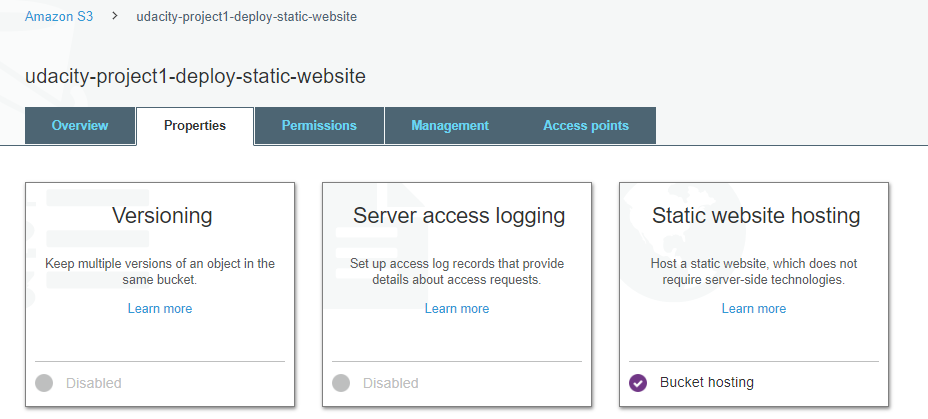 Amazon S3 > udacity-project1-deploy-static-website
udacity-project1-deploy-static-website
Overview Properties Permissions Management Access points
Versioning
Keep multiple versions of an object in the
same bucket.
Learn more
Disabled
Server access logging
Set up access log records that provide
details about access requests.
Learn more
Disabled
Static website hosting
Host a static website, which does not
require server-side technologies.
Learn more
Bucket hosting